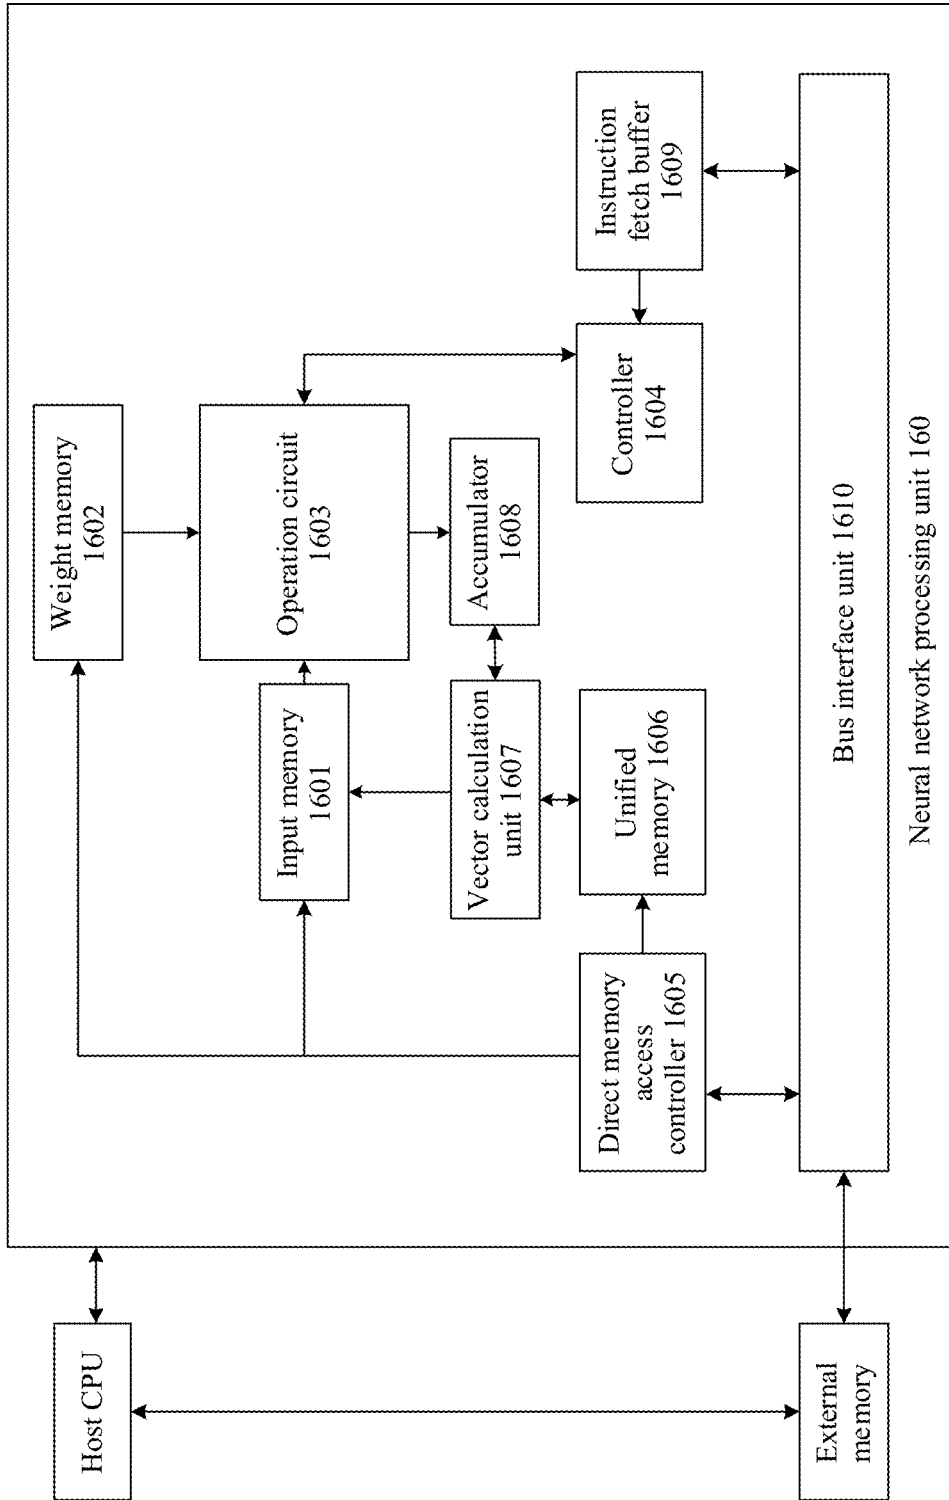 Host CPU
External
memory
Weight memory
1602
Input memory
1601
Operation circuit
1603
Vector calculation
unit 1607
Accumulator
1608
Direct memory
access
controller 1605
Unified
memory 1606
Controller
1604
Instruction
fetch buffer
1609
Bus interface unit 1610
Neural network processing unit 160